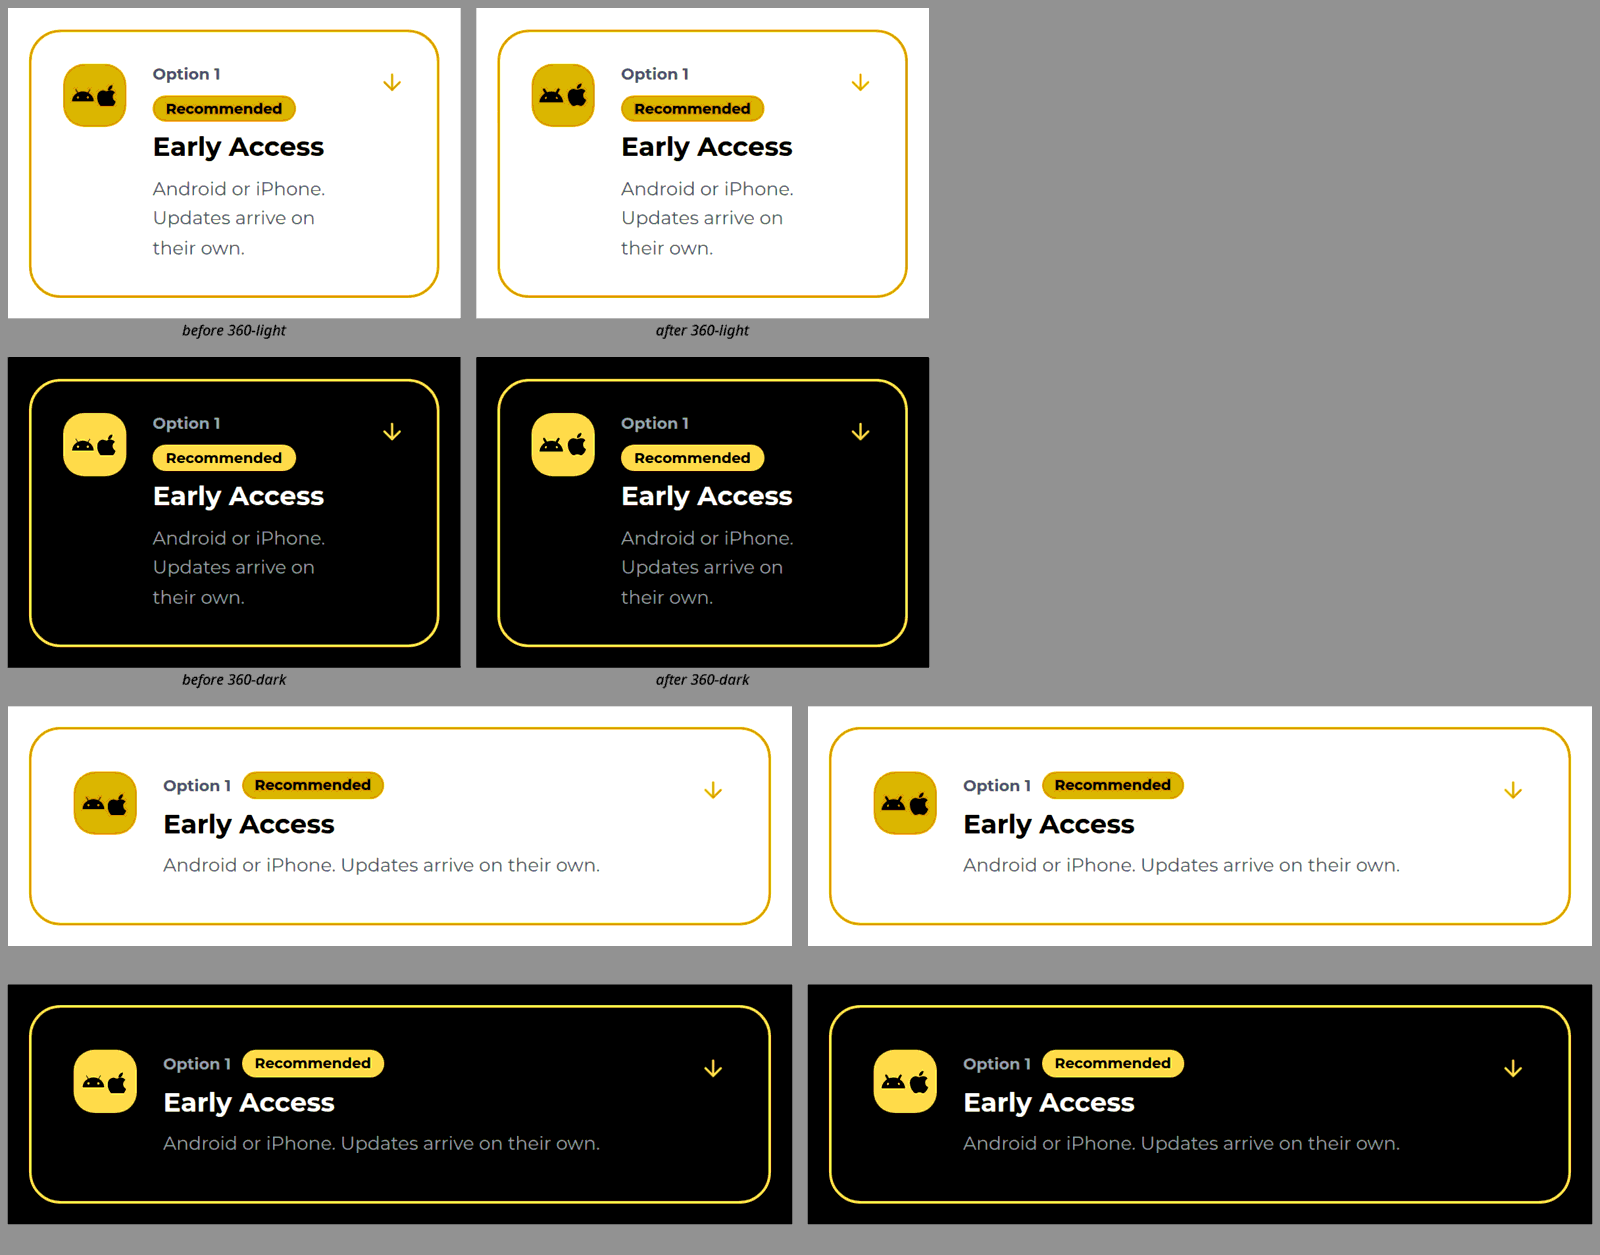 Option 1
Recommended
Early Access
Android or iPhone.
Updates arrive on
their own.
before 360-light
Option 1
Recommended
Early Access
Android or iPhone.
Updates arrive on
their own.
after 360-light
Option 1
Recommended
Early Access
Android or iPhone.
Updates arrive on
their own.
before 360-dark
Option 1
Recommended
Early Access
Android or iPhone.
Updates arrive on
their own.
after 360-dark
Option 1 Recommended
Early Access
Android or iPhone. Updates arrive on their own.
Option 1 Recommended
Early Access
Android or iPhone. Updates arrive on their own.
Option 1 Recommended
Early Access
Android or iPhone. Updates arrive on their own.
Option 1 Recommended
Early Access
Android or iPhone. Updates arrive on their own.